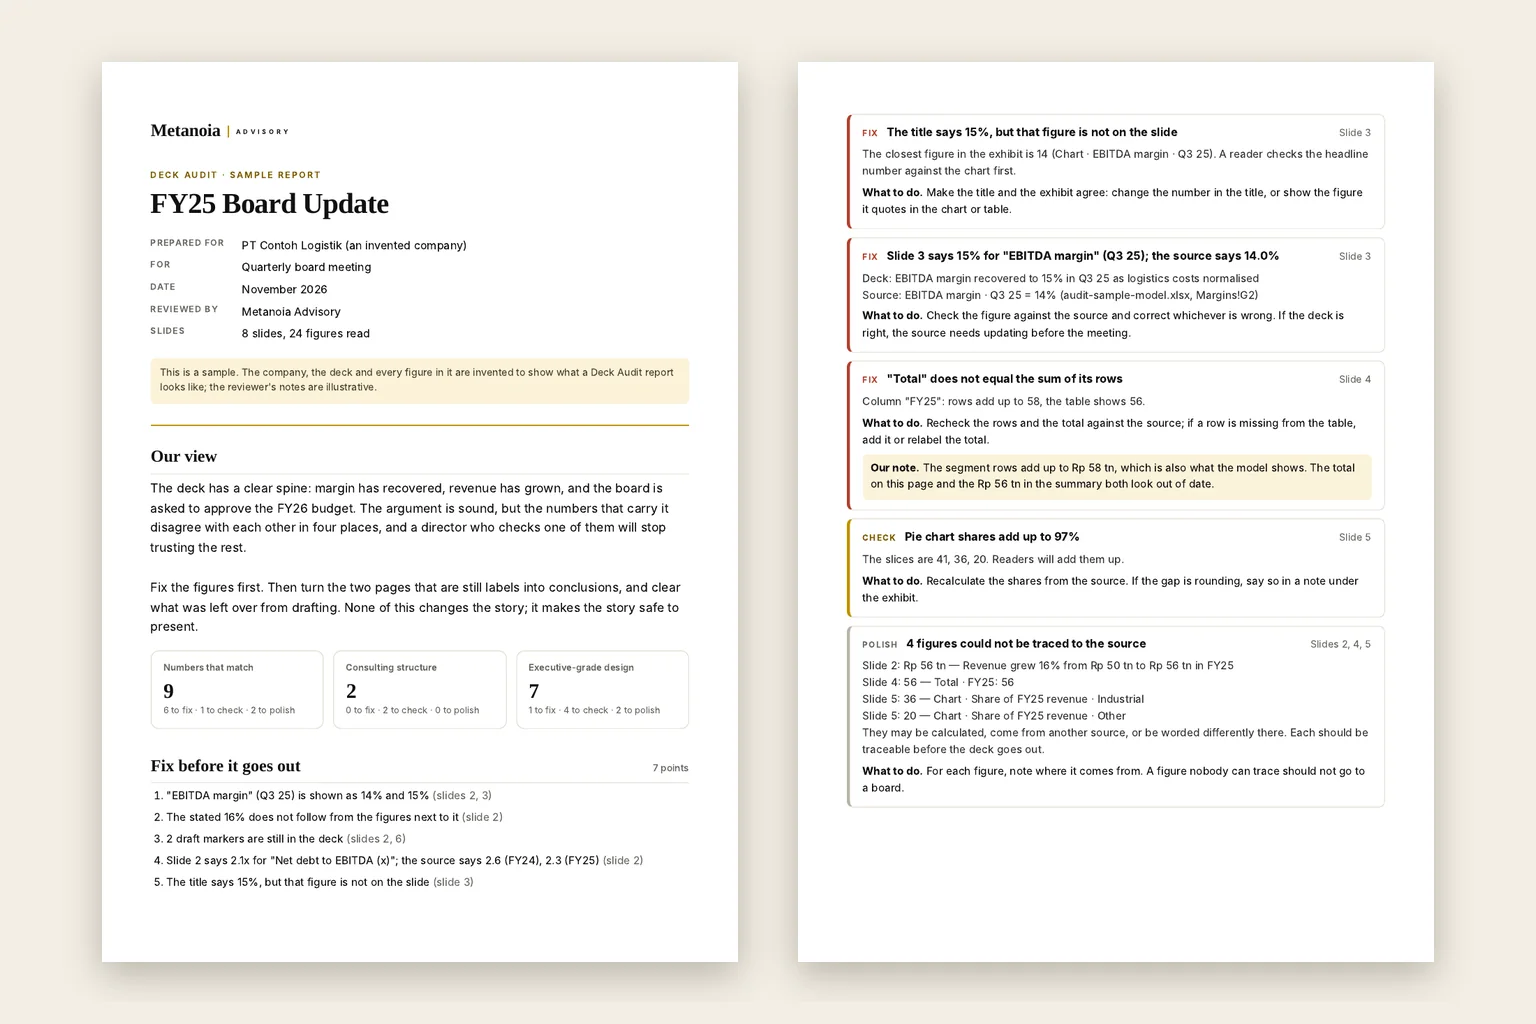 Metanoia | ADVISORY
DECK AUDIT · SAMPLE REPORT
FY25 Board Update
PREPARED FOR PT Contoh Logistik (an invented company)
FOR Quarterly board meeting
DATE November 2026
REVIEWED BY Metanoia Advisory
SLIDES 8 slides, 24 figures read
This is a sample. The company, the deck and every figure in it are invented to show what a Deck Audit report
looks like; the reviewer's notes are illustrative.
Our view
The deck has a clear spine: margin has recovered, revenue has grown, and the board is
asked to approve the FY26 budget. The argument is sound, but the numbers that carry it
disagree with each other in four places, and a director who checks one of them will stop
trusting the rest.
Fix the figures first. Then turn the two pages that are still labels into conclusions, and clear
what was left over from drafting. None of this changes the story; it makes the story safe to
present.
Numbers that match
9
6 to fix · 1 to check · 2 to polish
Consulting structure
2
0 to fix · 2 to check · 0 to polish
Executive-grade design
7
1 to fix · 4 to check · 2 to polish
Fix before it goes out 7 points
1. "EBITDA margin" (Q3 25) is shown as 14% and 15% (slides 2, 3)
2. The stated 16% does not follow from the figures next to it (slide 2)
3. 2 draft markers are still in the deck (slides 2, 6)
4. Slide 2 says 2.1x for "Net debt to EBITDA (x)"; the source says 2.6 (FY24), 2.3 (FY25) (slide 2)
5. The title says 15%, but that figure is not on the slide (slide 3)
FIX The title says 15%, but that figure is not on the slide Slide 3
The closest figure in the exhibit is 14 (Chart · EBITDA margin · Q3 25). A reader checks the headline
number against the chart first.
What to do. Make the title and the exhibit agree: change the number in the title, or show the figure
it quotes in the chart or table.
FIX Slide 3 says 15% for "EBITDA margin" (Q3 25); the source says 14.0% Slide 3
Deck: EBITDA margin recovered to 15% in Q3 25 as logistics costs normalised
Source: EBITDA margin · Q3 25 = 14% (audit-sample-model.xlsx, Margins!G2)
What to do. Check the figure against the source and correct whichever is wrong. If the deck is
right, the source needs updating before the meeting.
FIX "Total" does not equal the sum of its rows Slide 4
Column "FY25": rows add up to 58, the table shows 56.
What to do. Recheck the rows and the total against the source; if a row is missing from the table,
add it or relabel the total.
Our note. The segment rows add up to Rp 58 tn, which is also what the model shows. The total
on this page and the Rp 56 tn in the summary both look out of date.
CHECK Pie chart shares add up to 97% Slide 5
The slices are 41, 36, 20. Readers will add them up.
What to do. Recalculate the shares from the source. If the gap is rounding, say so in a note under
the exhibit.
POLISH 4 figures could not be traced to the source Slides 2, 4, 5
Slide 2: Rp 56 tn — Revenue grew 16% from Rp 50 tn to Rp 56 tn in FY25
Slide 4: 56 — Total · FY25: 56
Slide 5: 36 — Chart · Share of FY25 revenue · Industrial
Slide 5: 20 — Chart · Share of FY25 revenue · Other
They may be calculated, come from another source, or be worded differently there. Each should be
traceable before the deck goes out.
What to do. For each figure, note where it comes from. A figure nobody can trace should not go to
a board.